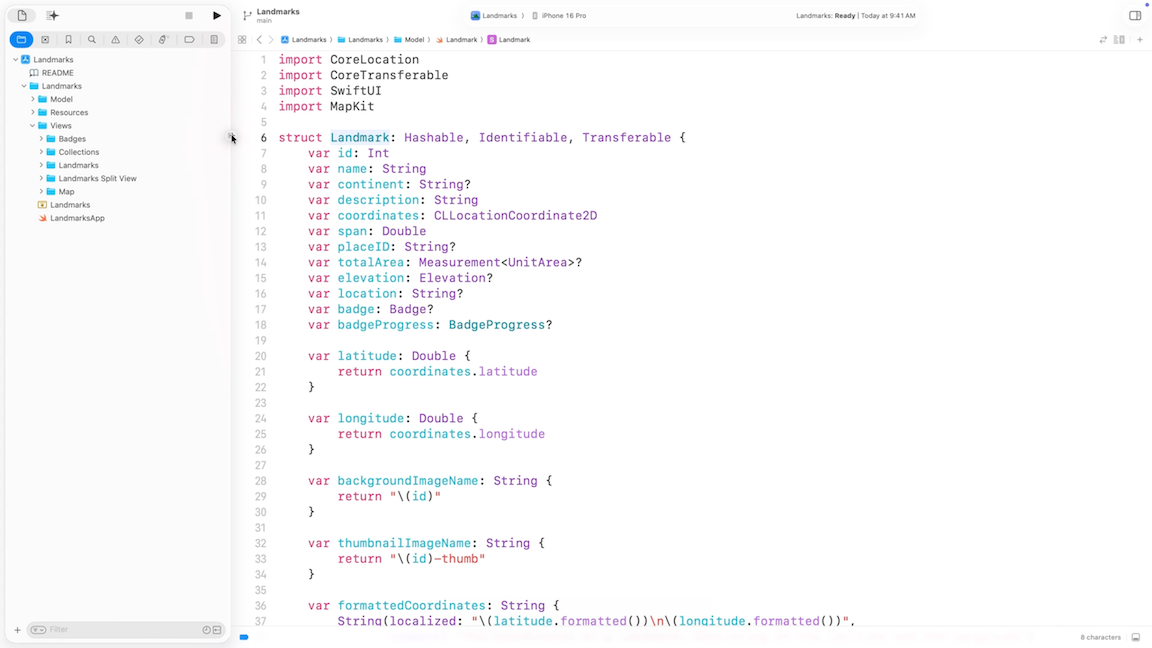 Landmarks
main
Landmarks
iPhone 16 Pro
Landmarks: Ready | Today at 9:41 AM
Landmarks
Landmarks
Model
Landmark
S Landmark
Landmarks
README
Landmarks
Model
Resources
Views
Badges
Collections
Landmarks
Landmarks Split View
Map
Landmarks
LandmarksApp
Filter
1 import CoreLocation
2 import CoreTransferable
3 import SwiftUI
4 import MapKit
5
6 struct Landmark: Hashable, Identifiable, Transferable {
7 var id: Int
8 var name: String
9 var continent: String?
10 var description: String
11 var coordinates: CLLocationCoordinate2D
12 var span: Double
13 var placeID: String?
14 var totalArea: Measurement<UnitArea>?
15 var elevation: Elevation?
16 var location: String?
17 var badge: Badge?
18 var badgeProgress: BadgeProgress?
19
20 var latitude: Double {
21 return coordinates.latitude
22 }
23
24 var longitude: Double {
25 return coordinates.longitude
26 }
27
28 var backgroundImageName: String {
29 return "\(id)"
30 }
31
32 var thumbnailImageName: String {
33 return "\(id)-thumb"
34 }
35
36 var formattedCoordinates: String {
37 String(localized: "\(latitude.formatted())\n\(longitude.formatted())",
8 characters